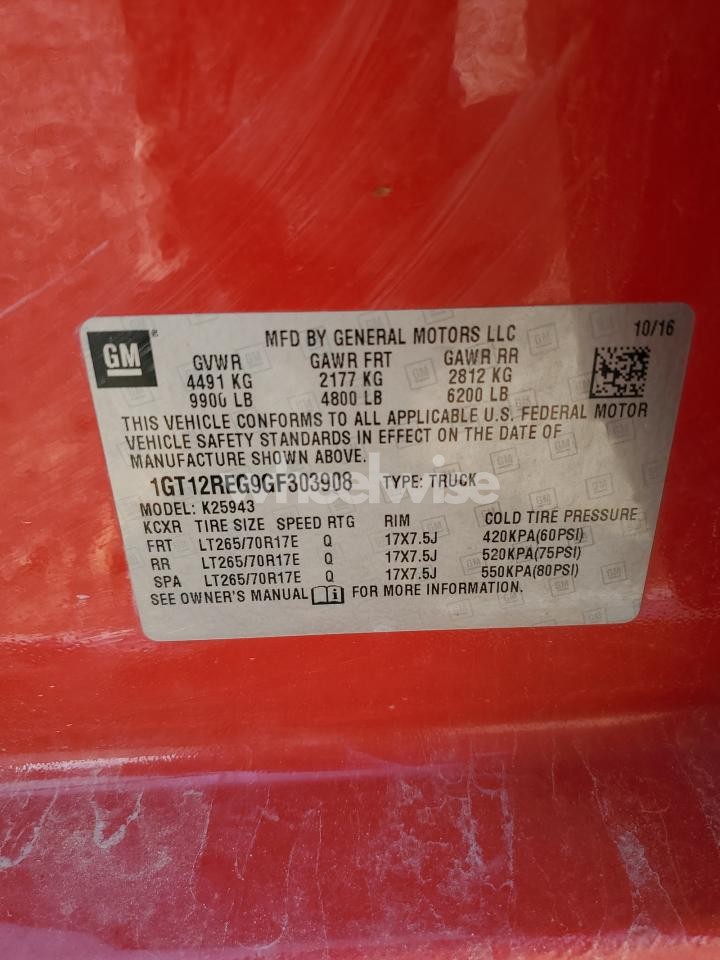 GM
®
MFD BY GENERAL MOTORS LLC
10/16
GVWR GAWR FRT GAWR RR
4491 KG 2177 KG 2812 KG
9900 LB 4800 LB 6200 LB
THIS VEHICLE CONFORMS TO ALL APPLICABLE U.S. FEDERAL MOTOR
VEHICLE SAFETY STANDARDS IN EFFECT ON THE DATE OF
MANUFACTURE SHOWN ABOVE.
1GT12REG9GF303908 TYPE: TRUCK
wheelwise
MODEL: K25943
KCXR TIRE SIZE SPEED RTG RIM COLD TIRE PRESSURE
FRT LT265/70R17E Q 17X7.5J 420KPA(60PSI)
RR LT265/70R17E Q 17X7.5J 520KPA(75PSI)
SPA LT265/70R17E Q 17X7.5J 550KPA(80PSI)
SEE OWNER'S MANUAL FOR MORE INFORMATION.